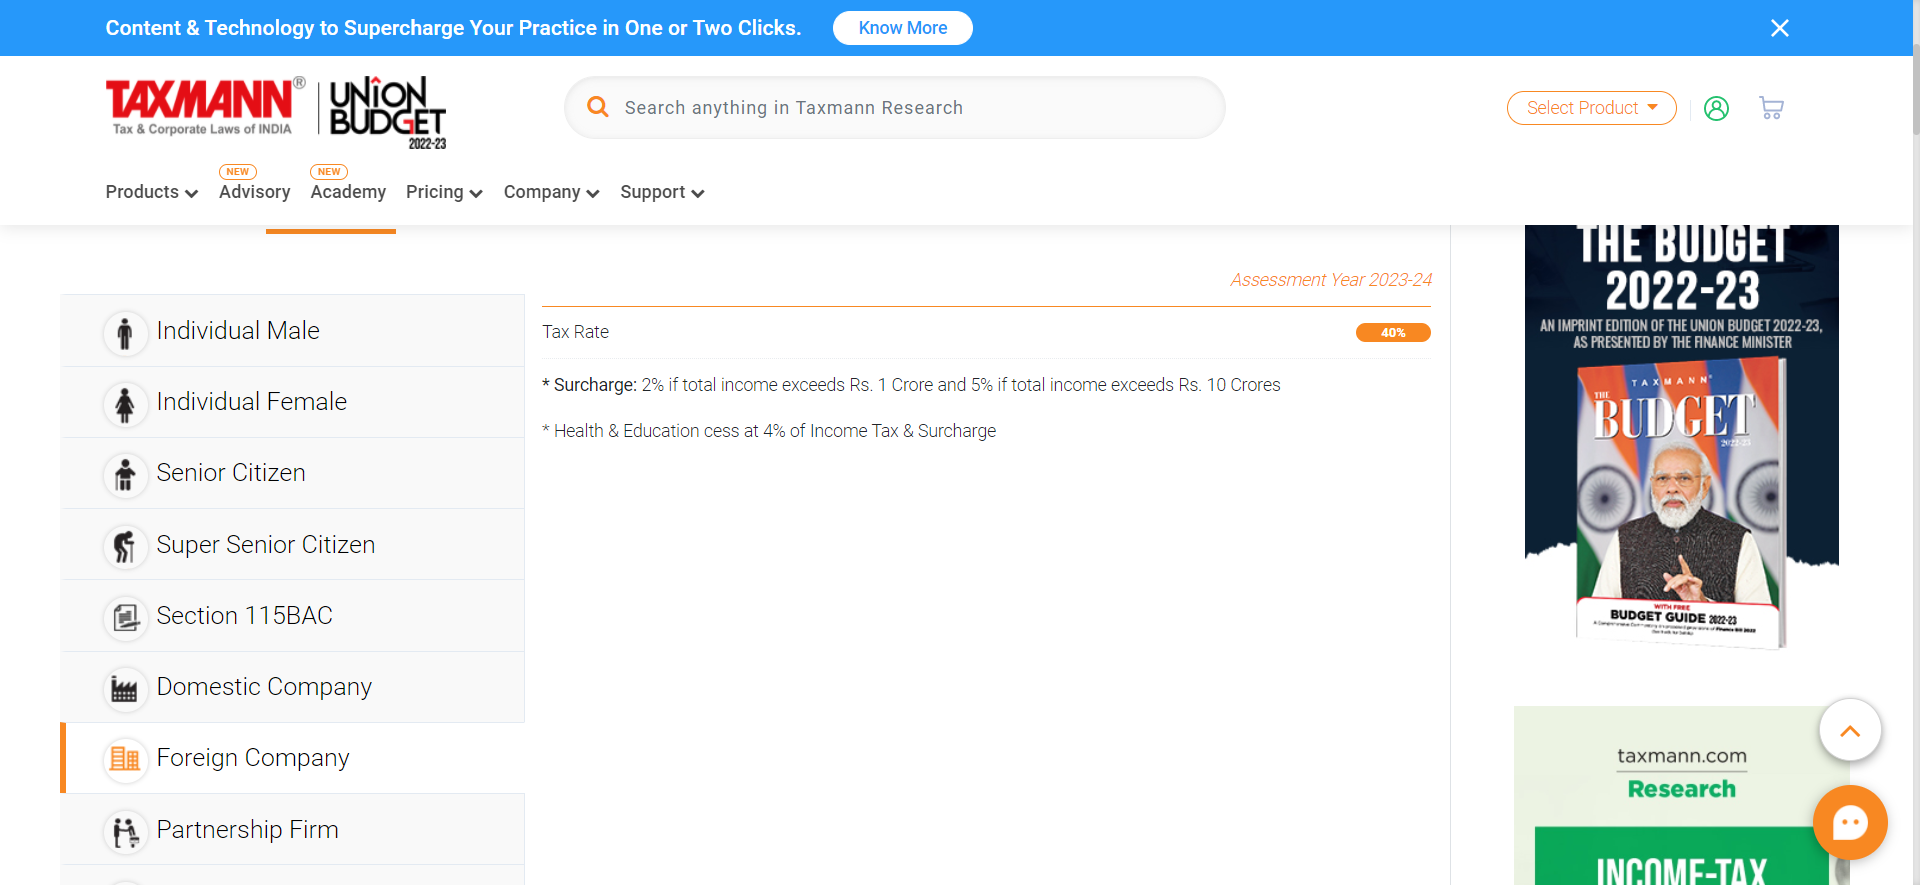 Content & Technology to Supercharge Your Practice in One or Two Clicks.
Know More
TAXMANN®
Tax & Corporate Laws of INDIA
UNION
BUDGET
2022-23
Search anything in Taxmann Research
Select Product
NEW
NEW
Products
Advisory
Academy
Pricing
Company
Support
Assessment Year 2023-24
Individual Male
Individual Female
Senior Citizen
Super Senior Citizen
Section 115BAC
Domestic Company
Foreign Company
Partnership Firm
Tax Rate
40%
* Surcharge: 2% if total income exceeds Rs. 1 Crore and 5% if total income exceeds Rs. 10 Crores
* Health & Education cess at 4% of Income Tax & Surcharge
THE BUDGET
2022-23
AN IMPRINT EDITION OF THE UNION BUDGET 2022-23,
AS PRESENTED BY THE FINANCE MINISTER
TAXMANN®
THE
BUDGET
2022-23
WITH FREE
BUDGET GUIDE 2022-23
taxmann.com
Research
INCOME-TAX